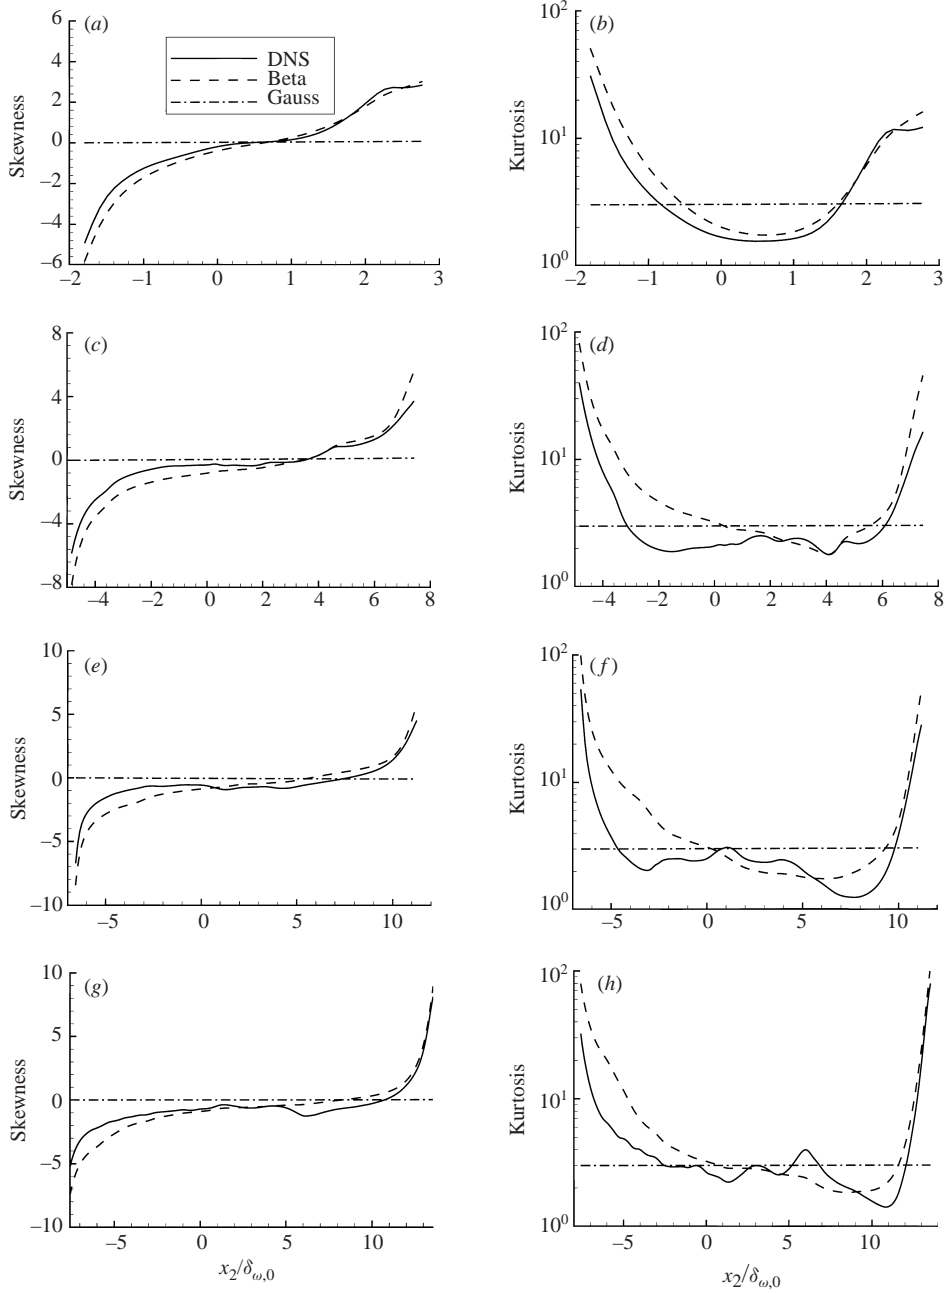 (a)
6
4
2
0
−2
−4
−6
Skewness
DNS
Beta
Gauss
−2 −1 0 1 2 3
(b)
10²
10¹
10⁰
Kurtosis
−2 −1 0 1 2 3
(c)
8
4
0
−4
−8
Skewness
−4 −2 0 2 4 6 8
(d)
10²
10¹
10⁰
Kurtosis
−4 −2 0 2 4 6 8
(e)
10
5
0
−5
−10
Skewness
−5 0 5 10
(f)
10²
10¹
10⁰
Kurtosis
−5 0 5 10
(g)
10
5
0
−5
−10
Skewness
−5 0 5 10
x₂/δ_ω,0
(h)
10²
10¹
10⁰
Kurtosis
−5 0 5 10
x₂/δ_ω,0